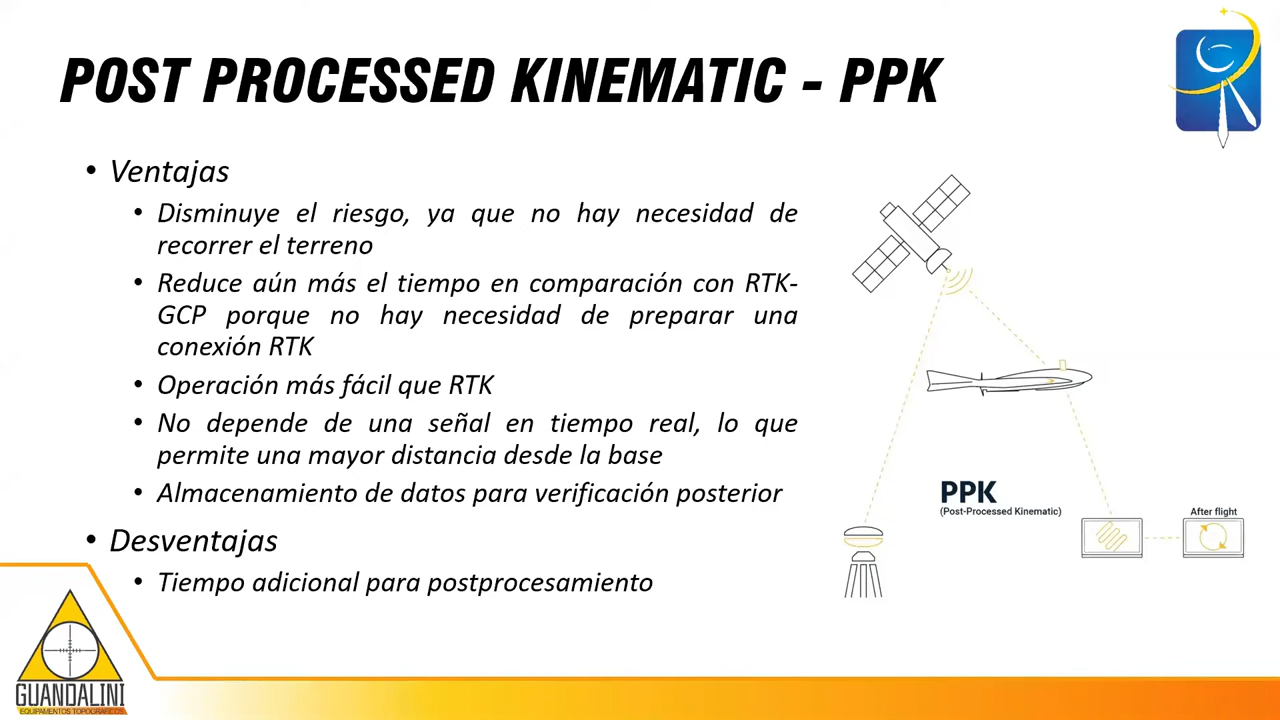 POST PROCESSED KINEMATIC - PPK
• Ventajas
• Disminuye el riesgo, ya que no hay necesidad de
recorrer el terreno
• Reduce aún más el tiempo en comparación con RTK-
GCP porque no hay necesidad de preparar una
conexión RTK
• Operación más fácil que RTK
• No depende de una señal en tiempo real, lo que
permite una mayor distancia desde la base
• Almacenamiento de datos para verificación posterior
• Desventajas
• Tiempo adicional para postprocesamiento
PPK
(Post-Processed Kinematic)
After flight
GUANDALINI
EQUIPAMENTOS TOPOGRÁFICOS